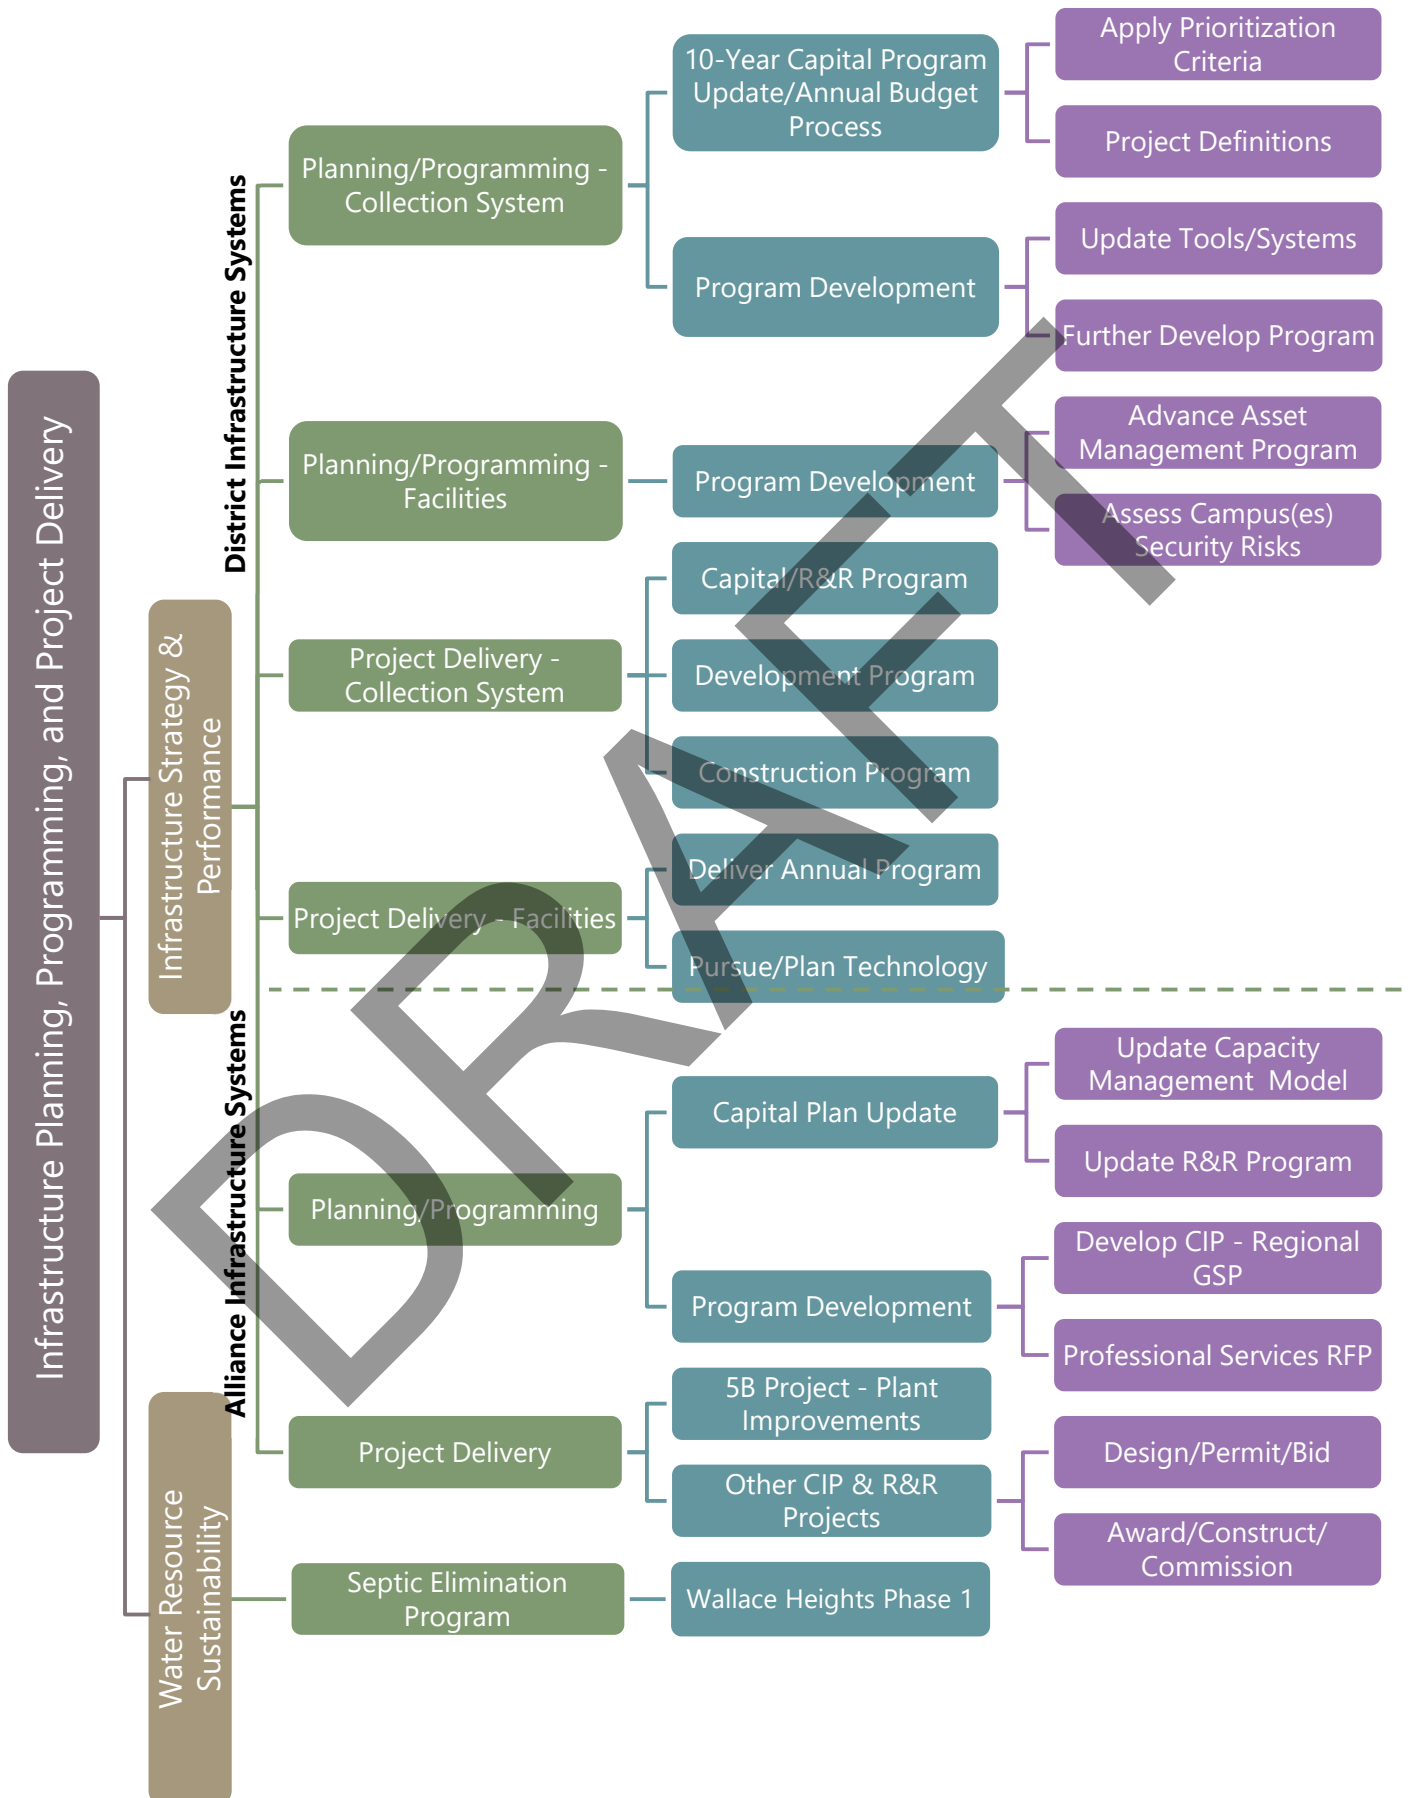 Infrastructure Planning, Programming, and Project Delivery
Infrastructure Strategy &
Performance
Water Resource
Sustainability
District Infrastructure Systems
Alliance Infrastructure Systems
Planning/Programming -
Collection System
10-Year Capital Program
Update/Annual Budget
Process
Apply Prioritization
Criteria
Project Definitions
Program Development
Update Tools/Systems
Further Develop Program
Planning/Programming -
Facilities
Program Development
Advance Asset
Management Program
Assess Campus(es)
Security Risks
Project Delivery -
Collection System
Capital/R&R Program
Development Program
Construction Program
Project Delivery - Facilities
Deliver Annual Program
Pursue/Plan Technology
Planning/Programming
Capital Plan Update
Update Capacity
Management  Model
Update R&R Program
Program Development
Develop CIP - Regional
GSP
Professional Services RFP
Project Delivery
5B Project - Plant
Improvements
Other CIP & R&R
Projects
Design/Permit/Bid
Award/Construct/
Commission
Septic Elimination
Program
Wallace Heights Phase 1
DRAFT